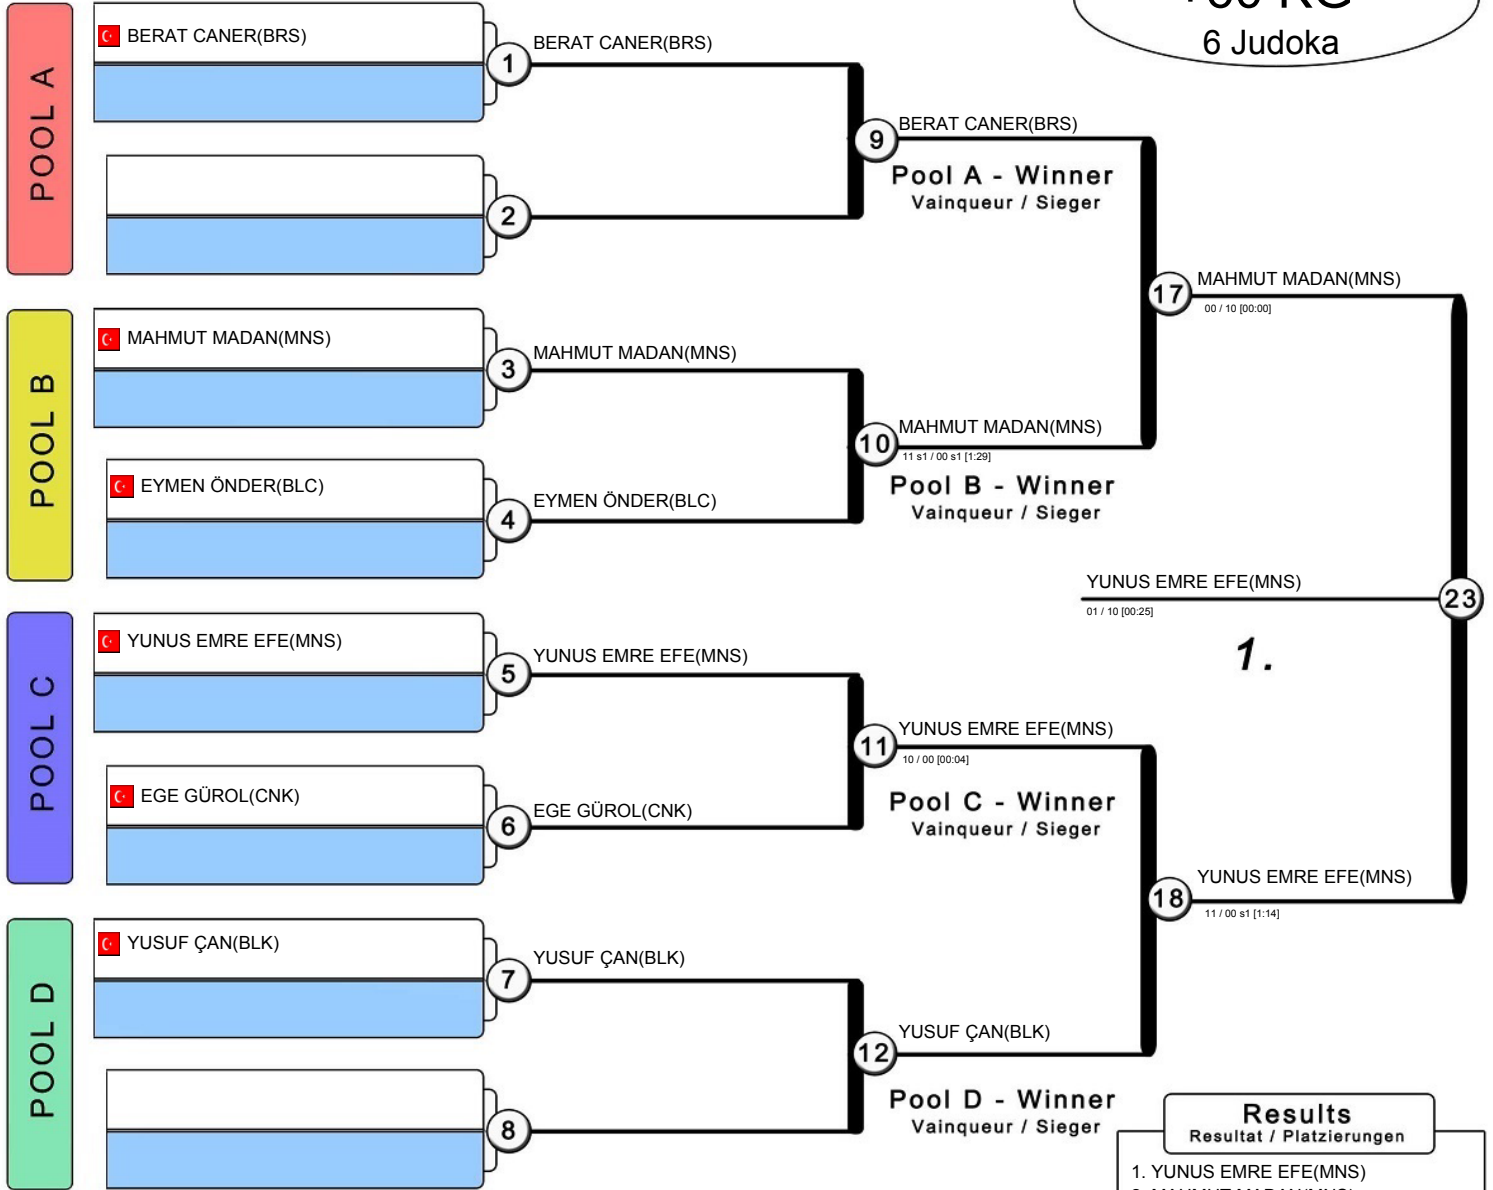 6 Judoka
POOL A
BERAT CANER(BRS)
1
BERAT CANER(BRS)
2
9
BERAT CANER(BRS)
Pool A - Winner
Vainqueur / Sieger
POOL B
MAHMUT MADAN(MNS)
3
MAHMUT MADAN(MNS)
EYMEN ÖNDER(BLC)
4
EYMEN ÖNDER(BLC)
10
MAHMUT MADAN(MNS)
11 s1 / 00 s1 [1:29]
Pool B - Winner
Vainqueur / Sieger
17
MAHMUT MADAN(MNS)
00 / 10 [00:00]
POOL C
YUNUS EMRE EFE(MNS)
5
YUNUS EMRE EFE(MNS)
EGE GÜROL(CNK)
6
EGE GÜROL(CNK)
11
YUNUS EMRE EFE(MNS)
10 / 00 [00:04]
Pool C - Winner
Vainqueur / Sieger
POOL D
YUSUF ÇAN(BLK)
7
YUSUF ÇAN(BLK)
8
12
YUSUF ÇAN(BLK)
Pool D - Winner
Vainqueur / Sieger
18
YUNUS EMRE EFE(MNS)
11 / 00 s1 [1:14]
YUNUS EMRE EFE(MNS)
23
01 / 10 [00:25]
1.
Results
Resultat / Platzierungen
1. YUNUS EMRE EFE(MNS)